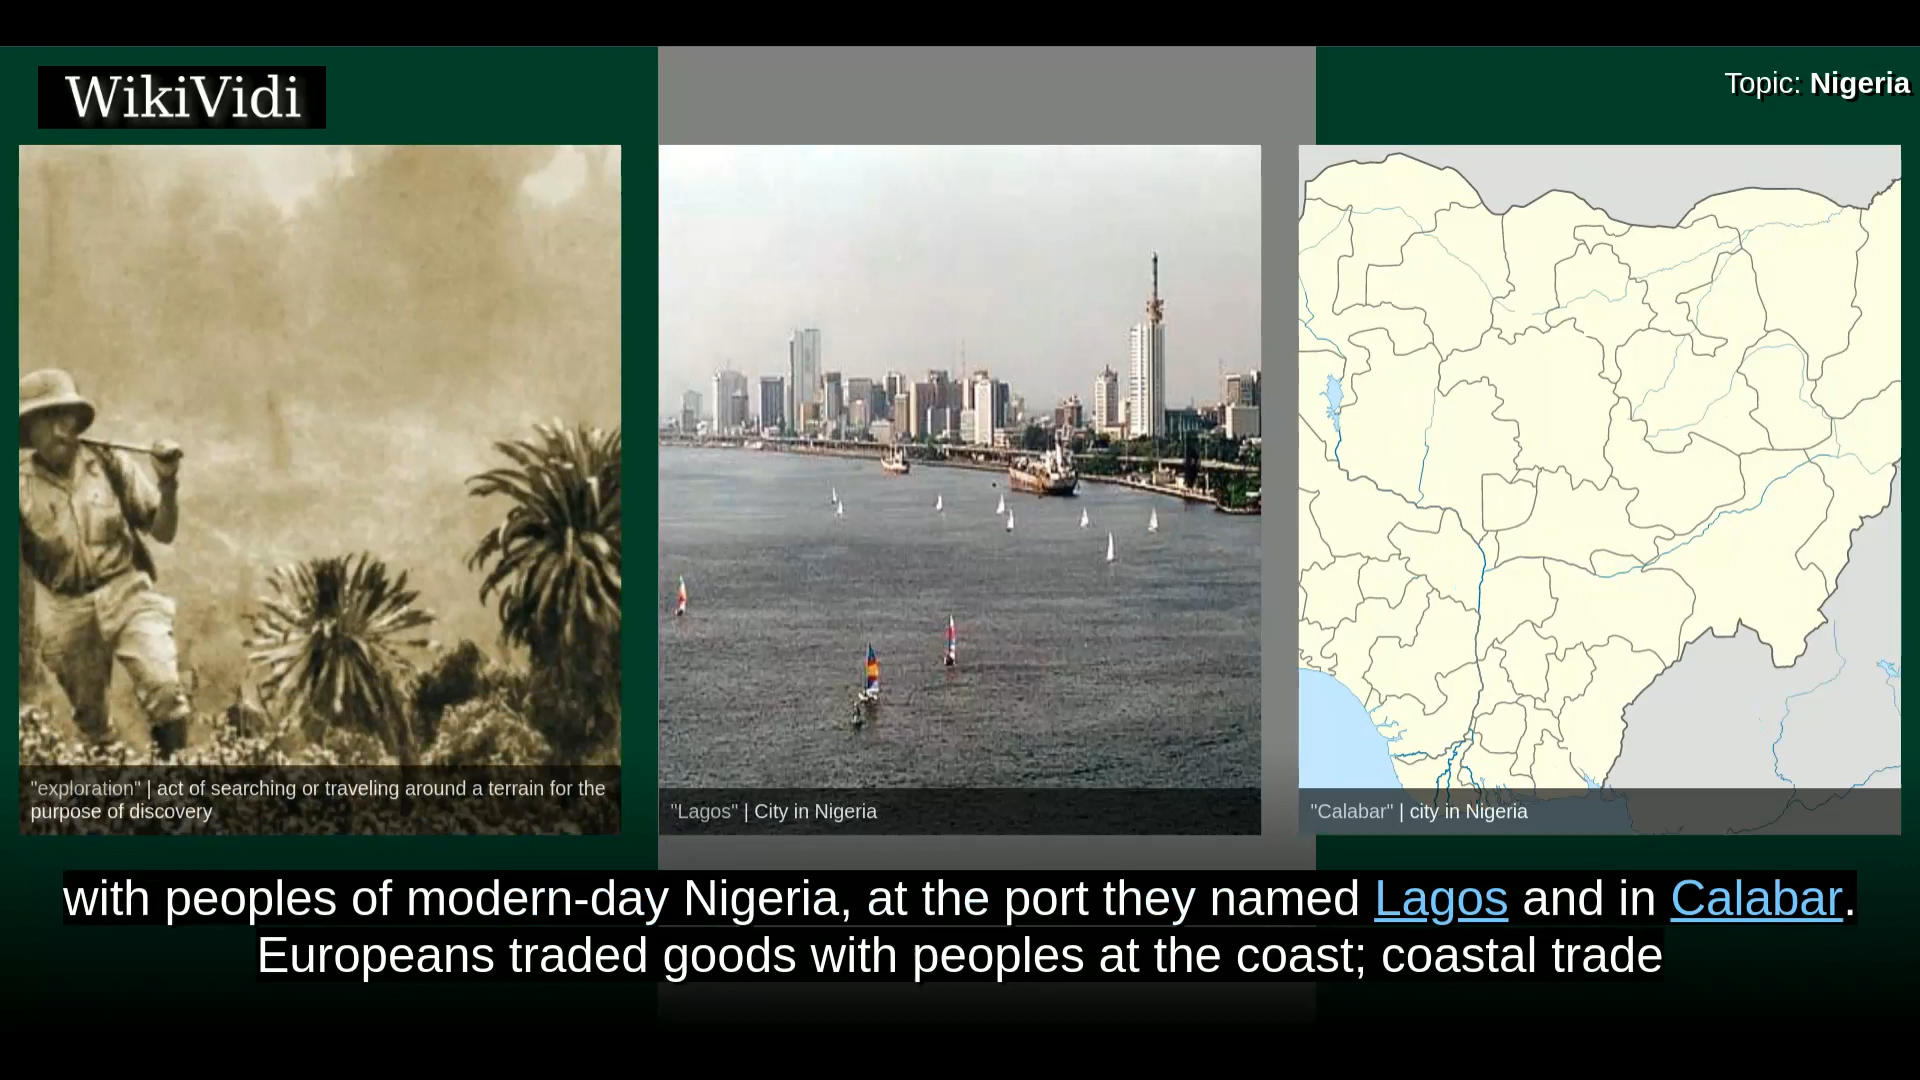 WikiVidi
Topic: Nigeria
"exploration" | act of searching or traveling around a terrain for the
purpose of discovery
"Lagos" | City in Nigeria
"Calabar" | city in Nigeria
with peoples of modern-day Nigeria, at the port they named Lagos and in Calabar.
Europeans traded goods with peoples at the coast; coastal trade